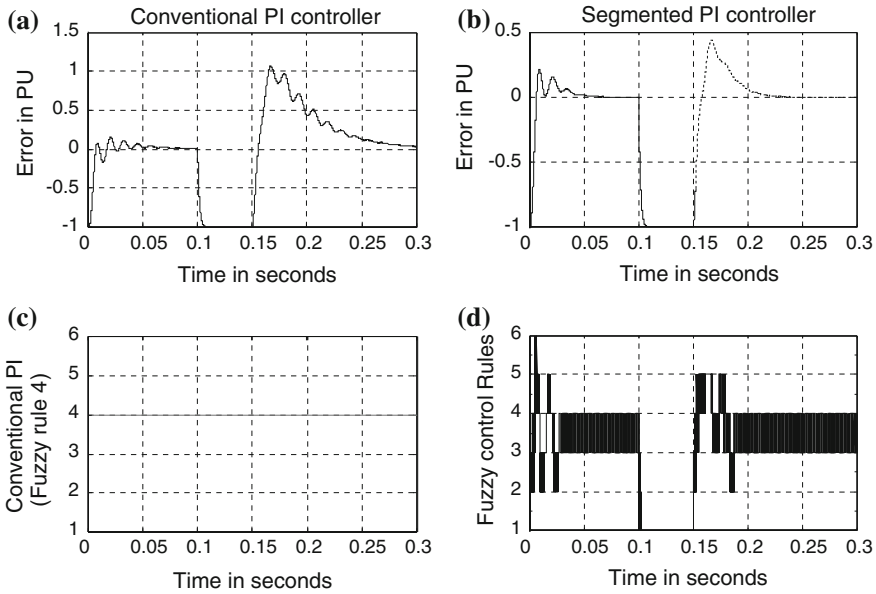 (a)
Conventional PI controller
Error in PU
1.5
1
0.5
0
-0.5
-1
0 0.05 0.1 0.15 0.2 0.25 0.3
Time in seconds
(b)
Segmented PI controller
Error in PU
0.5
0
-0.5
-1
0 0.05 0.1 0.15 0.2 0.25 0.3
Time in seconds
(c)
Conventional PI
(Fuzzy rule 4)
6
5
4
3
2
1
0 0.05 0.1 0.15 0.2 0.25 0.3
Time in seconds
(d)
Fuzzy control Rules
6
5
4
3
2
1
0 0.05 0.1 0.15 0.2 0.25 0.3
Time in seconds